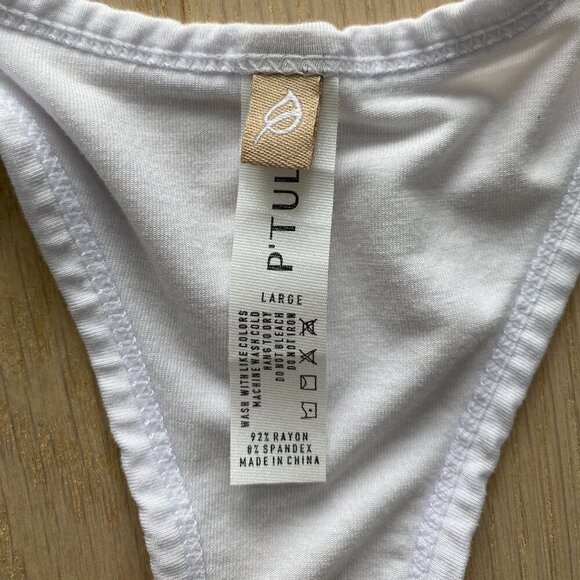 P'TUL
LARGE
WASH WITH LIKE COLORS
MACHINE WASH COLD
HANG TO DRY
DO NOT BLEACH
DO NOT IRON
92% RAYON
8% SPANDEX
MADE IN CHINA